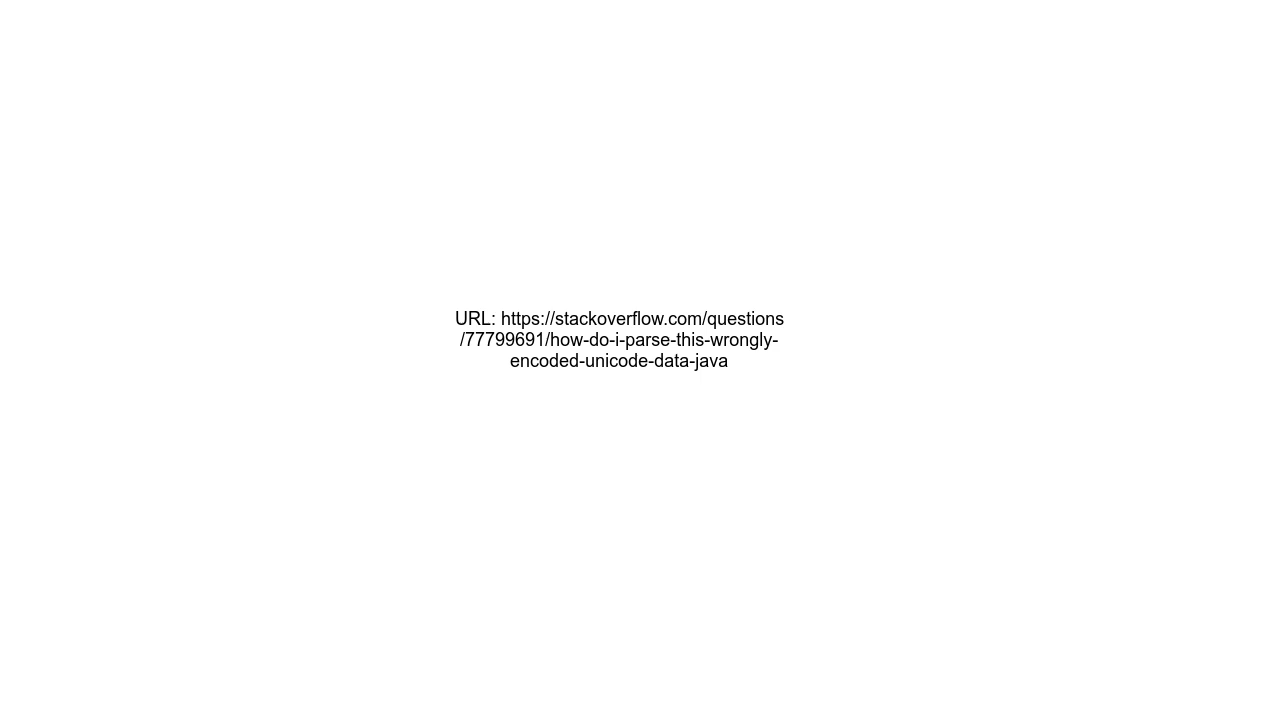 URL: https://stackoverflow.com/questions
/77799691/how-do-i-parse-this-wrongly-
encoded-unicode-data-java